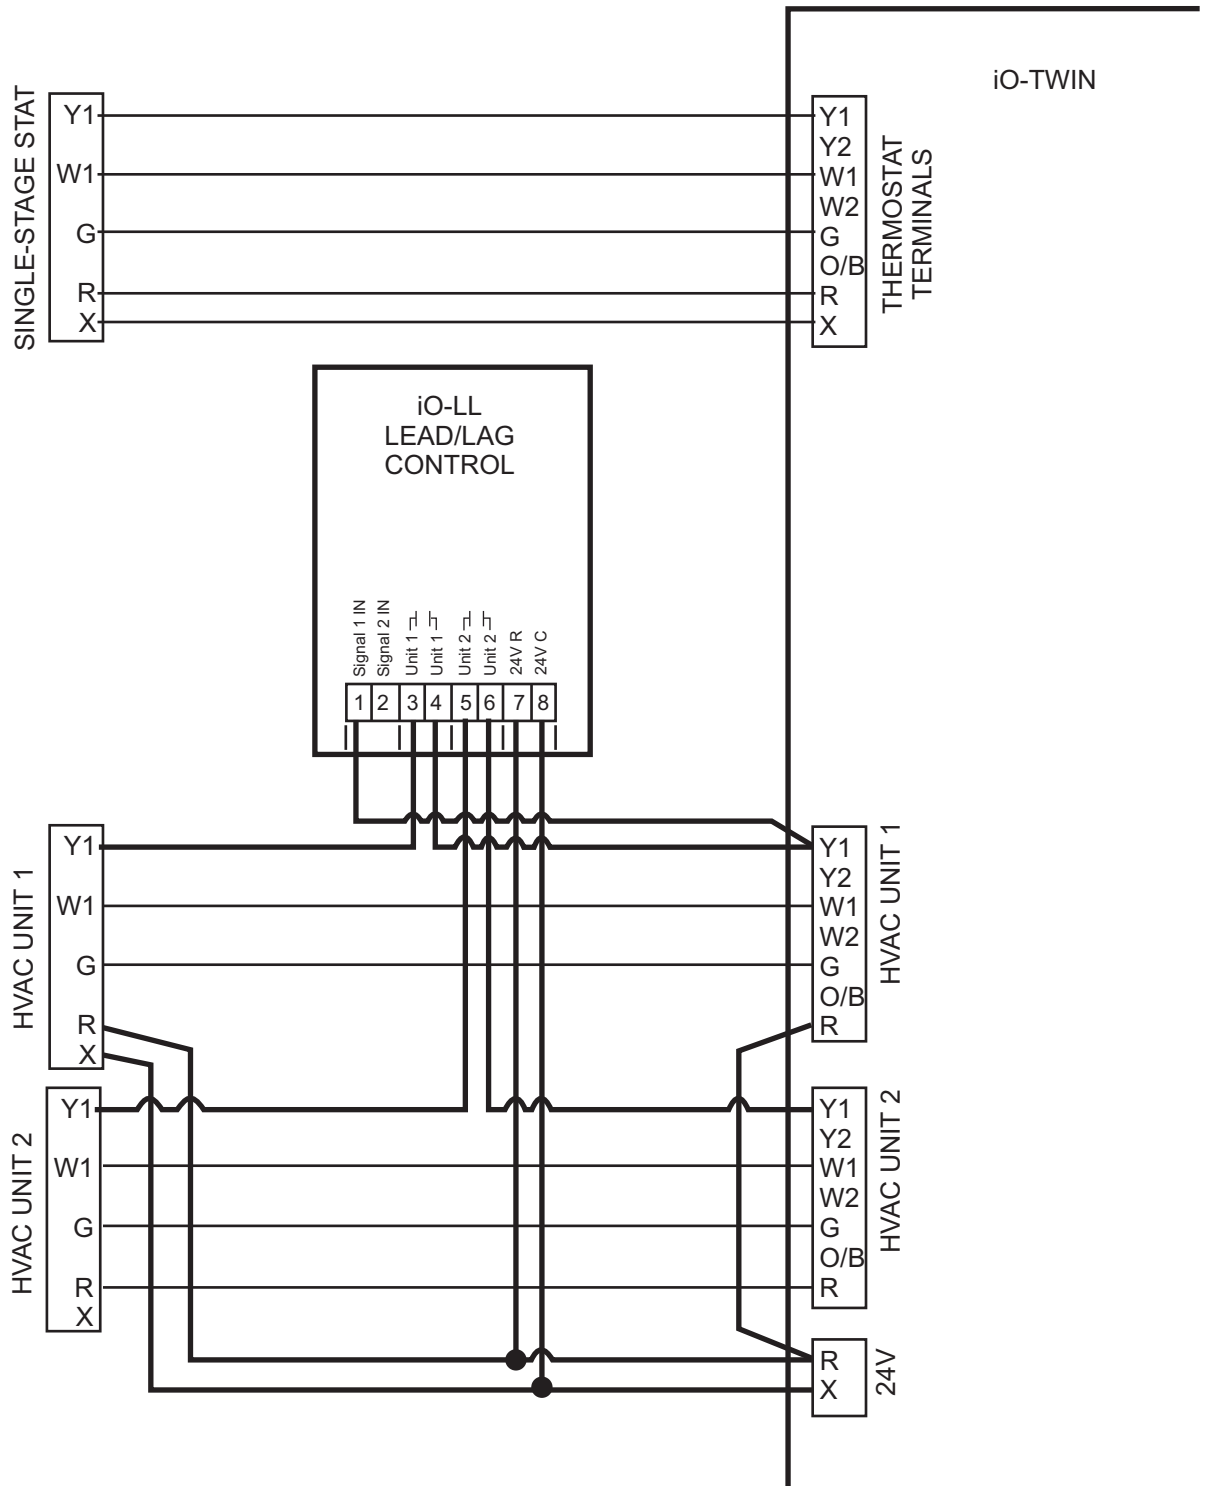 iO-TWIN
SINGLE-STAGE STAT
Y1
W1
G
R
X
Y1
Y2
W1
W2
G
O/B
R
X
THERMOSTAT
TERMINALS
iO-LL
LEAD/LAG
CONTROL
Signal 1 IN
Signal 2 IN
Unit 1
Unit 1
Unit 2
Unit 2
24V R
24V C
1 2 3 4 5 6 7 8
HVAC UNIT 1
Y1
W1
G
R
X
Y1
Y2
W1
W2
G
O/B
R
HVAC UNIT 1
HVAC UNIT 2
Y1
W1
G
R
X
Y1
Y2
W1
W2
G
O/B
R
HVAC UNIT 2
R
X
24V